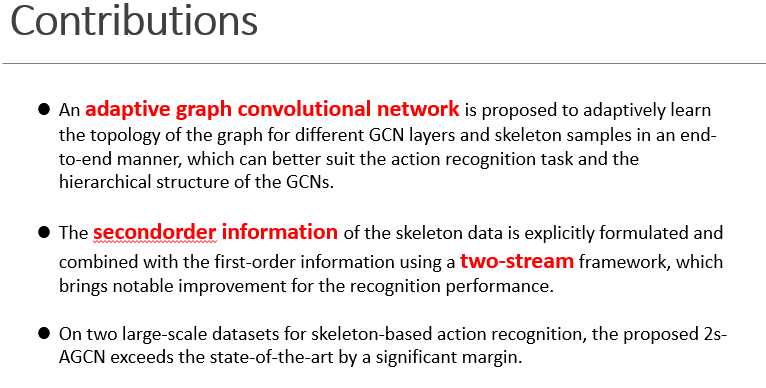 Contributions
● An adaptive graph convolutional network is proposed to adaptively learn
the topology of the graph for different GCN layers and skeleton samples in an end-
to-end manner, which can better suit the action recognition task and the
hierarchical structure of the GCNs.
● The secondorder information of the skeleton data is explicitly formulated and
combined with the first-order information using a two-stream framework, which
brings notable improvement for the recognition performance.
● On two large-scale datasets for skeleton-based action recognition, the proposed 2s-
AGCN exceeds the state-of-the-art by a significant margin.